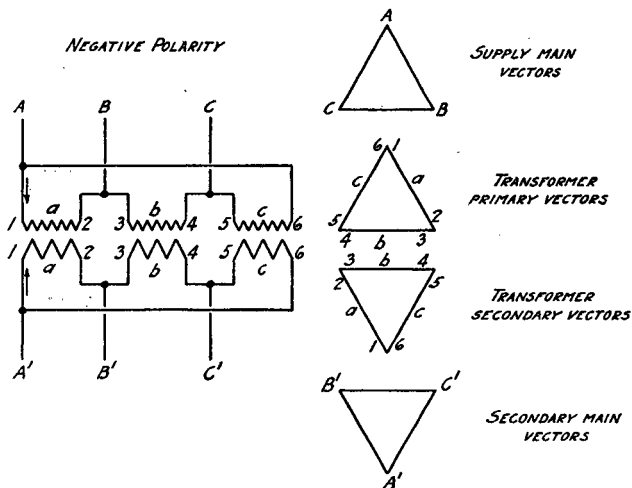 NEGATIVE POLARITY
A B C
1 a 2 3 b 4 5 c 6
1 a 2 3 b 4 5 c 6
A' B' C'
A
C B
SUPPLY MAIN
VECTORS
6 1
c a
5 2
4 b 3
TRANSFORMER
PRIMARY VECTORS
3 b 4
2 5
a c
1 6
TRANSFORMER
SECONDARY VECTORS
B' C'
A'
SECONDARY MAIN
VECTORS